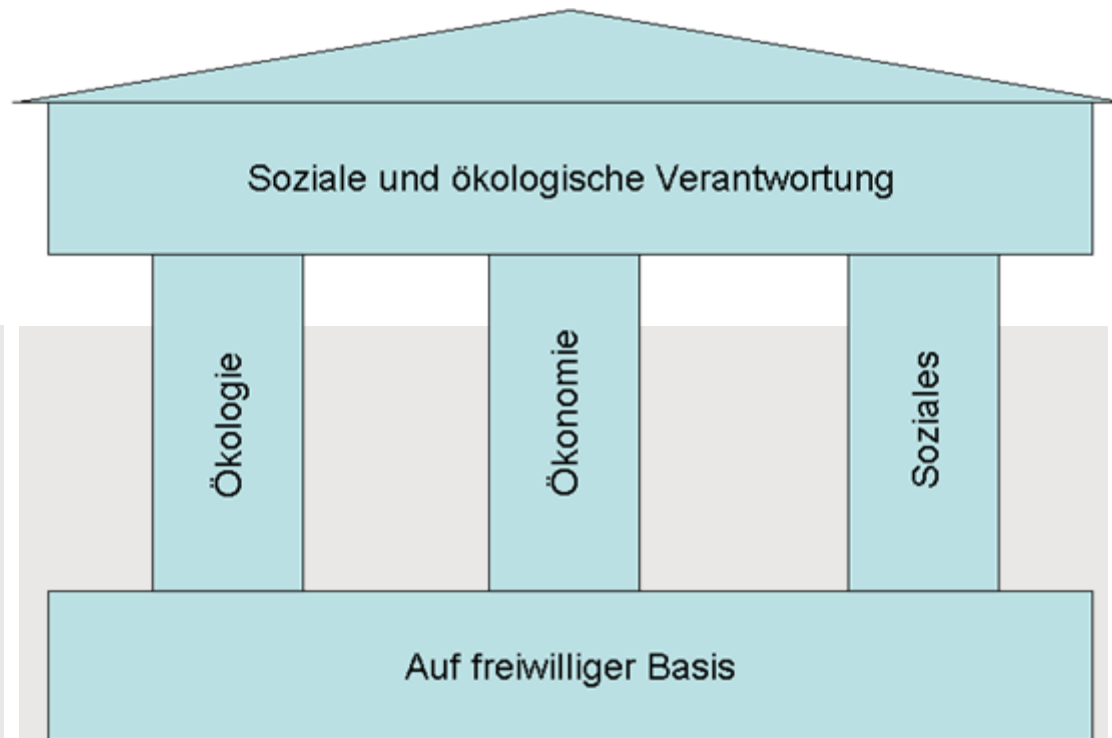 Soziale und ökologische Verantwortung
Ökologie
Ökonomie
Soziales
Auf freiwilliger Basis